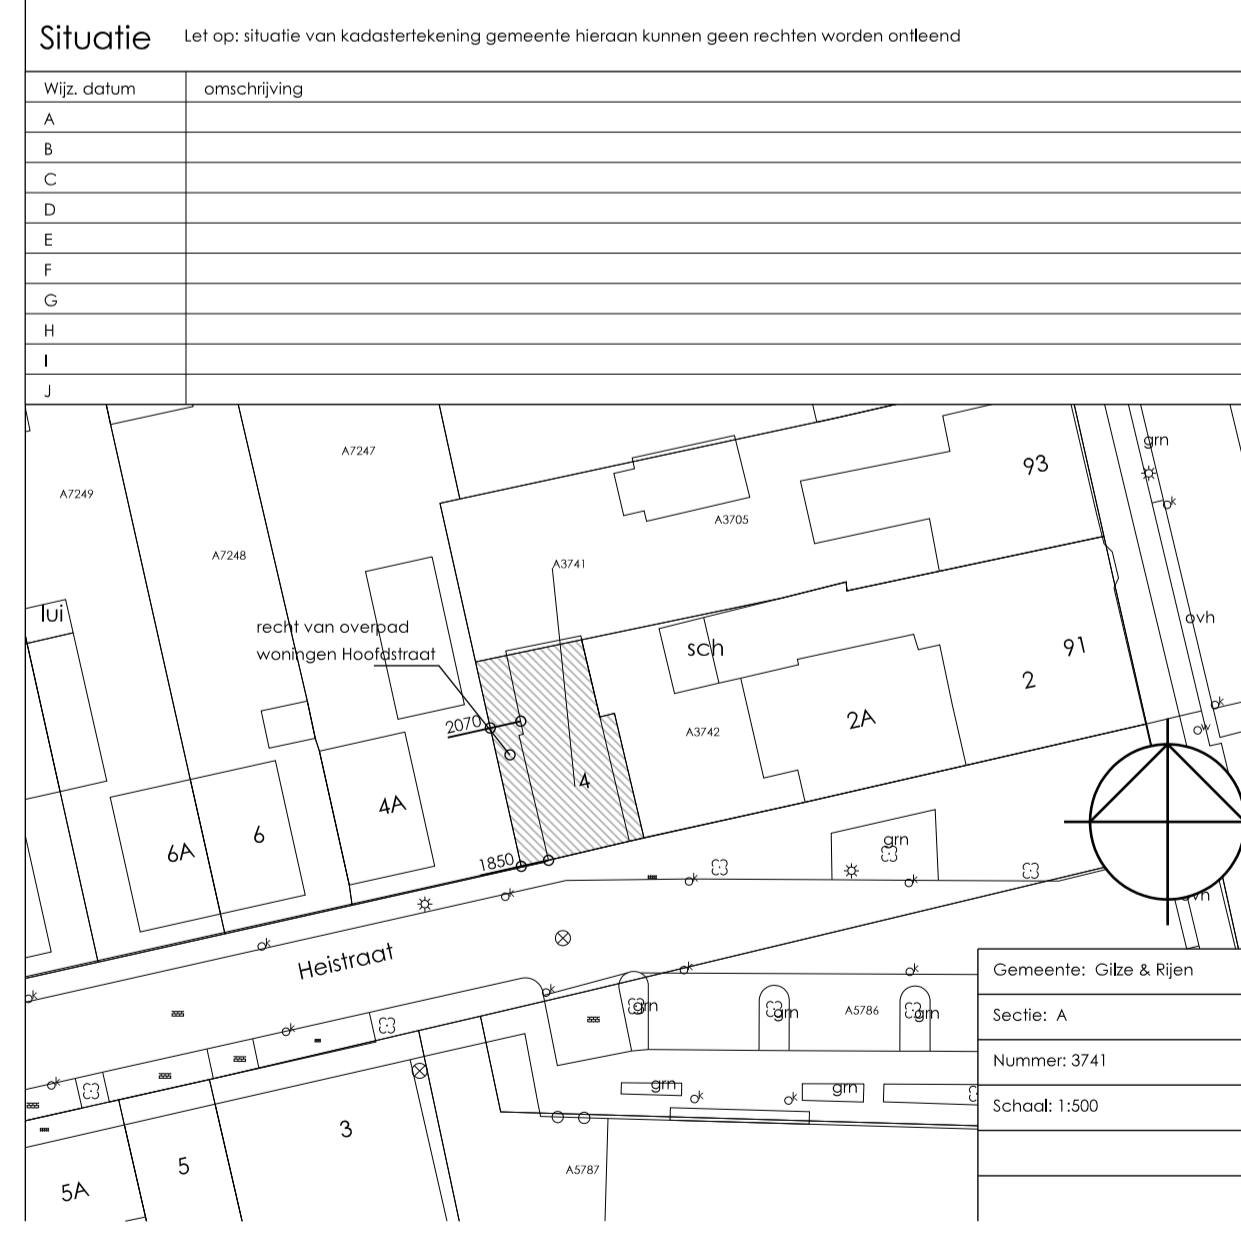 Situatie
Let op: situatie van kadastertekening gemeente hieraan kunnen geen rechten worden ontleend
Wijz. datum
omschrijving
A
B
C
D
E
F
G
H
I
J
grn
A7247
93
A7249
A3705
A7248
A3741
lui
recht van overpad
ovh
woningen Hoofdstraat
sch
91
2
2070
2A
A3742
4
4A
6
6A
grn
1850
Heistraat
Gemeente: Gilze & Rijen
grn
grn
A5786
grn
Sectie: A
Nummer: 3741
grn
grn
Schaal: 1:500
3
5
A5787
5A